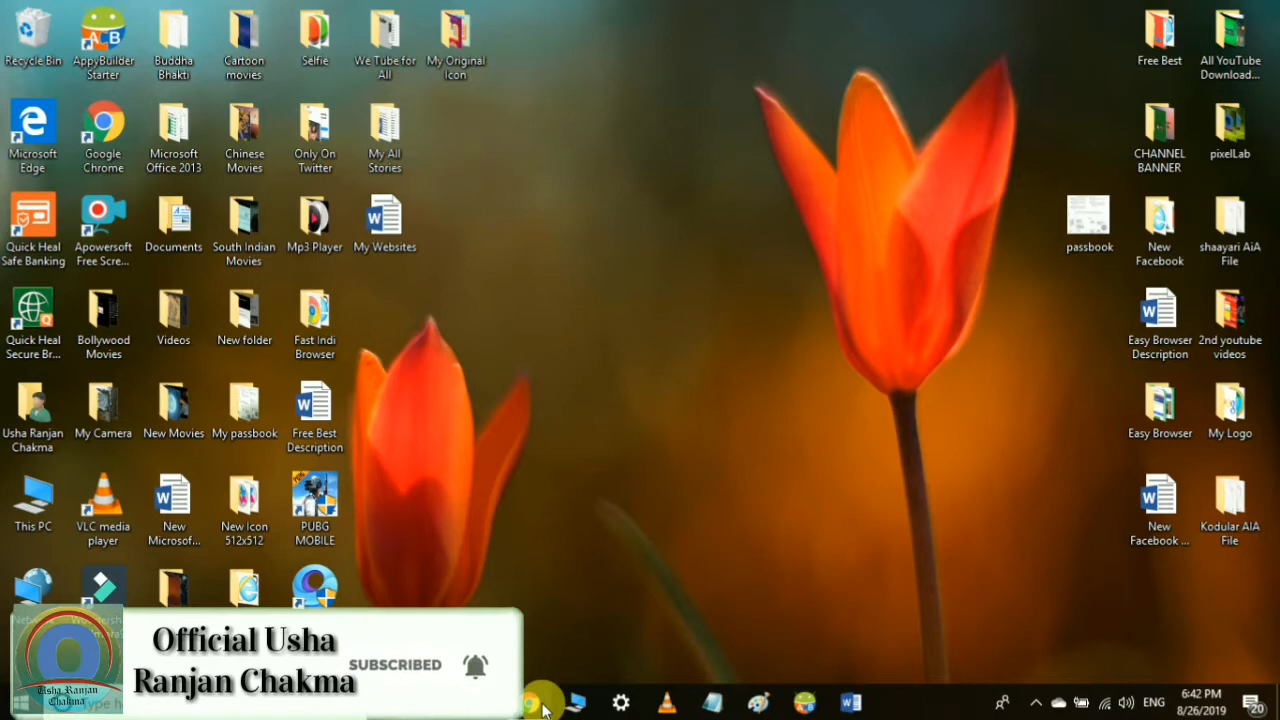 Recycle Bin
AppyBuilder
Starter
Buddha
Bhakti
Cartoon
movies
Selfie
We Tube for
All
My Original
Icon
Free Best
All YouTube
Download...
Microsoft
Edge
Google
Chrome
Microsoft
Office 2013
Chinese
Movies
Only On
Twitter
My All
Stories
CHANNEL
BANNER
pixelLab
Quick Heal
Safe Banking
Apowersoft
Free Scre...
Documents
South Indian
Movies
Mp3 Player
My Websites
passbook
New
Facebook
shaayari AiA
File
Quick Heal
Secure Br...
Bollywood
Movies
Videos
New folder
Fast Indi
Browser
Easy Browser
Description
2nd youtube
videos
Usha Ranjan
Chakma
My Camera
New Movies
My passbook
Free Best
Description
Easy Browser
My Logo
This PC
VLC media
player
New
Microsof...
New Icon
512x512
PUBG
MOBILE
New
Facebook ...
Kodular AIA
File
Official Usha
Ranjan Chakma
SUBSCRIBED
Usha Ranjan
Chakma
ENG
6:42 PM
8/26/2019
20